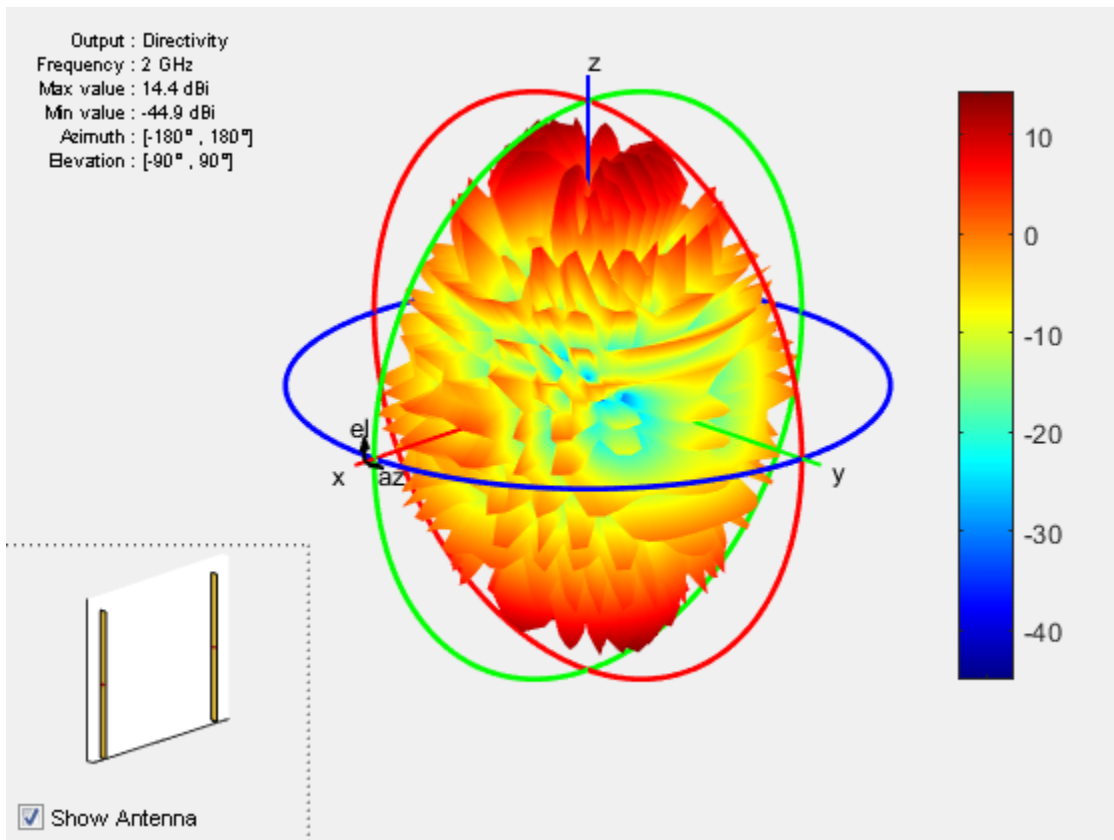 Output : Directivity
Frequency : 2 GHz
Max value : 14.4 dBi
Min value : -44.9 dBi
Azimuth : [-180° , 180°]
Elevation : [-90° , 90°]
z
10
0
-10
-20
-30
-40
el
x
az
y
Show Antenna